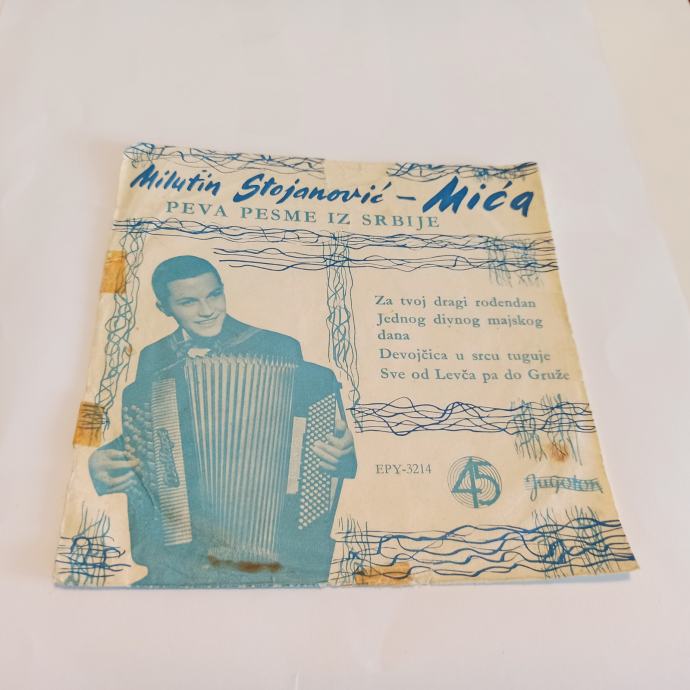 Milutin Stojanović – Mića
PEVA PESME IZ SRBIJE
Za tvoj dragi rođendan
Jednog divnog majskog
dana
Devojčica u srcu tuguje
Sve od Levča pa do Gruže
EPY-3214
45
Jugoton